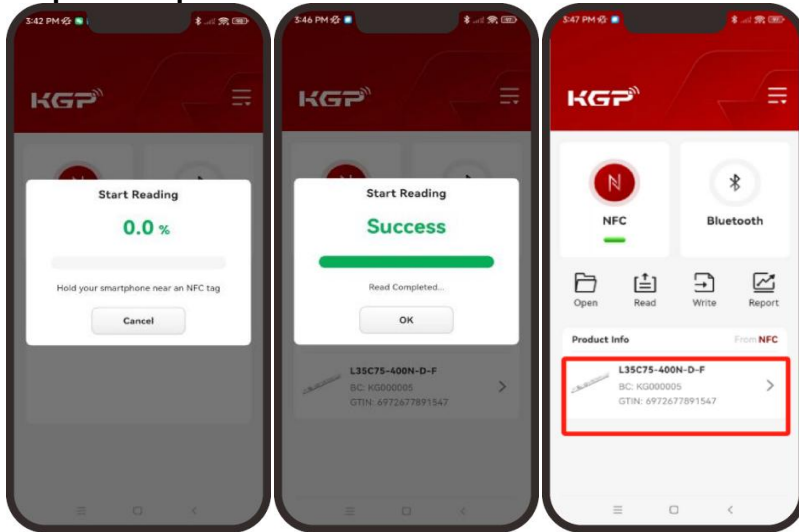 3:42 PM
KGP
Start Reading
0.0 %
Hold your smartphone near an NFC tag
Cancel
3:46 PM
KGP
Start Reading
Success
Read Completed...
OK
L35C75-400N-D-F
BC: KG000005
GTIN: 6972677891547
3:47 PM
KGP
NFC
Bluetooth
Open
Read
Write
Report
Product Info
From NFC
L35C75-400N-D-F
BC: KG000005
GTIN: 6972677891547